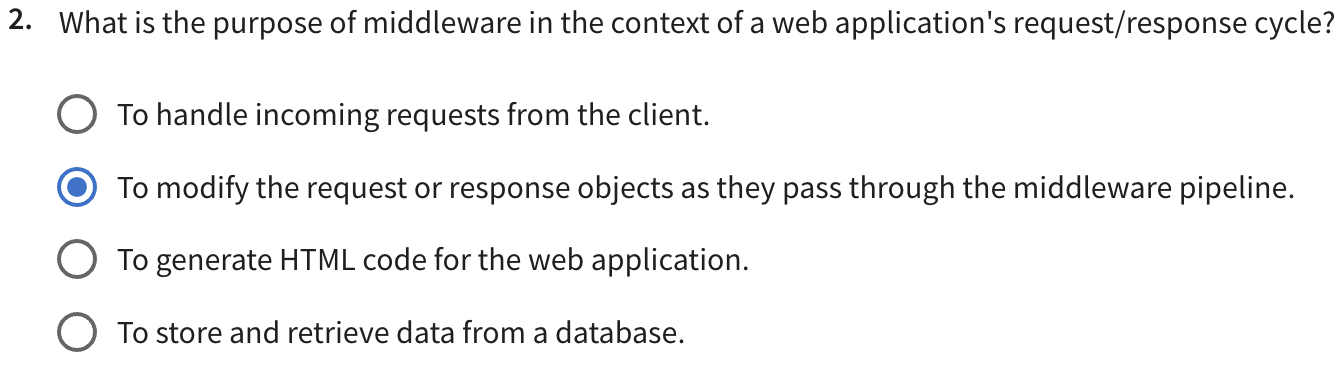 2. What is the purpose of middleware in the context of a web application's request/response cycle?
To handle incoming requests from the client.
To modify the request or response objects as they pass through the middleware pipeline.
To generate HTML code for the web application.
To store and retrieve data from a database.